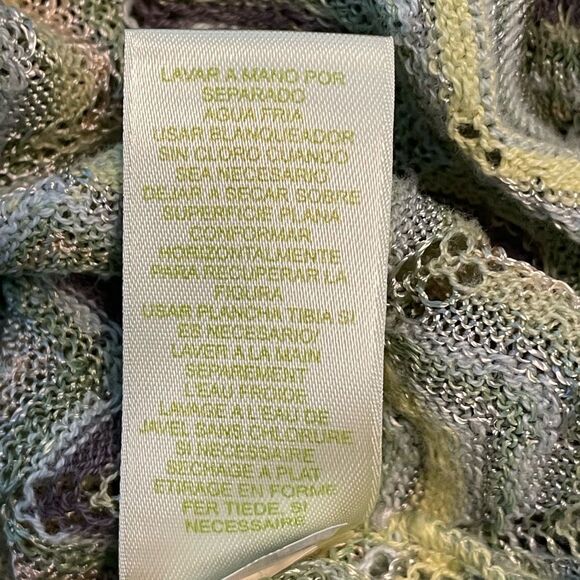 LAVAR A MANO POR
SEPARADO
AGUA FRIA
USAR BLANQUEADOR
SIN CLORO CUANDO
SEA NECESARIO
DEJAR A SECAR SOBRE
SUPERFICIE PLANA
CONFORMAR
HORIZONTALMENTE
PARA RECUPERAR LA
FIGURA
USAR PLANCHA TIBIA SI
ES NECESARIO/
LAVER A LA MAIN
SEPAREMENT
L'EAU FROIDE
LAVAGE A L'EAU DE
JAVEL SANS CHLORURE
SI NECESSAIRE
SECHAGE A PLAT
ETIRAGE EN FORME
FER TIEDE, SI
NECESSAIRE